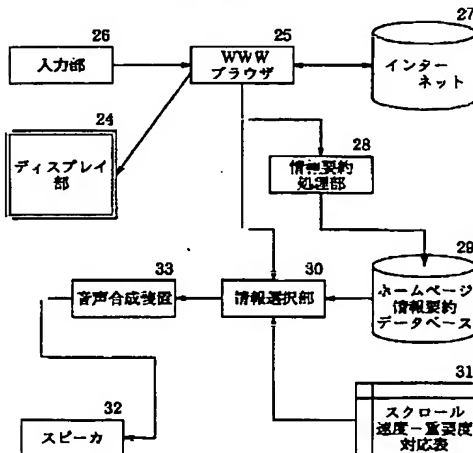 26
入力部
25
WWW
ブラウザ
27
インター
ネット
24
ディスプレイ
部
28
情報要約
処理部
29
ホームページ
情報要約
データベース
30
情報選択部
33
音声合成装置
31
スクロール
速度－重要度
対応表
32
スピーカ